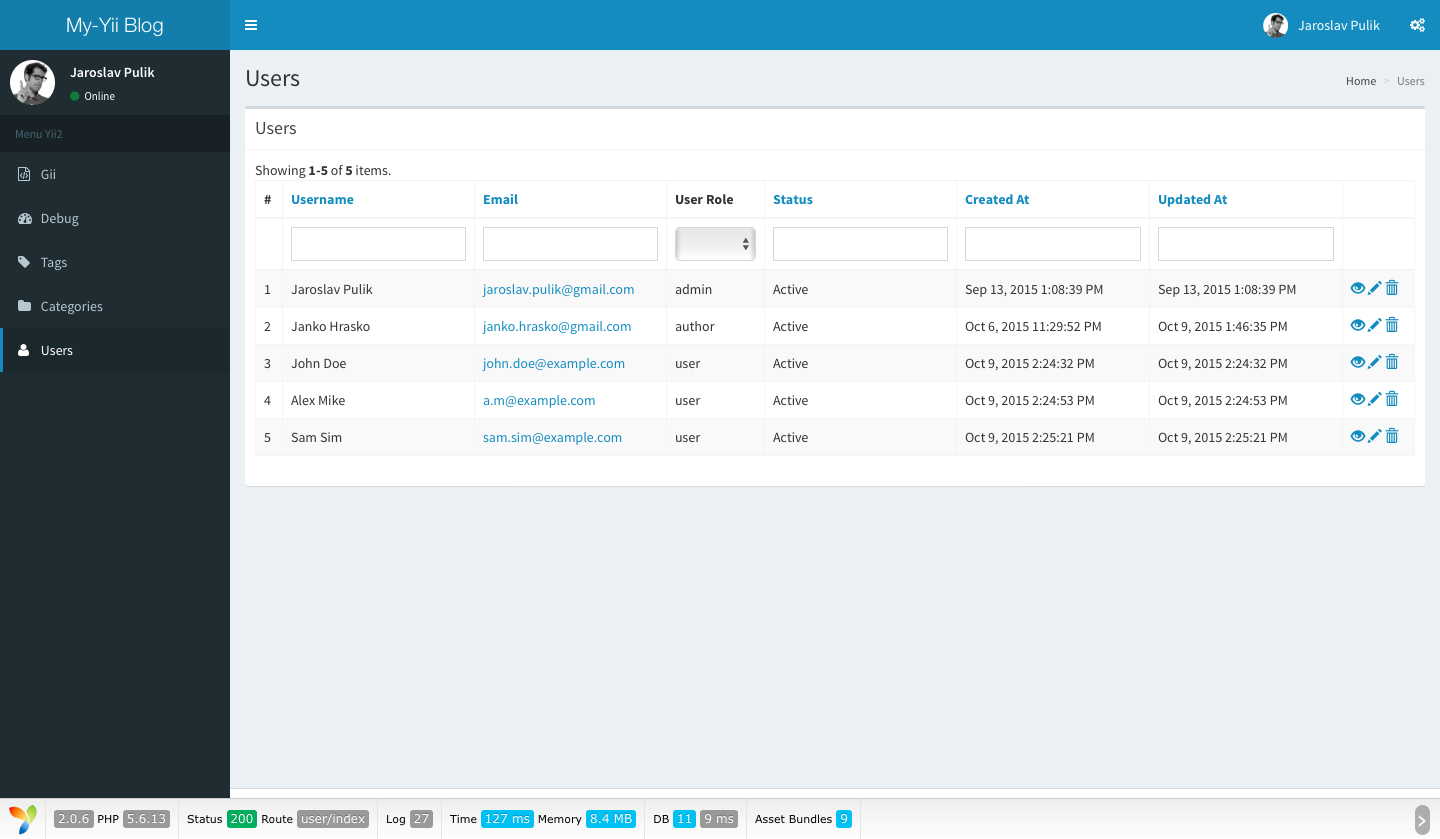 My-Yii Blog
Jaroslav Pulik
Jaroslav Pulik
Online
Menu Yii2
Gii
Debug
Tags
Categories
Users
Users
Home > Users
Users
Showing 1-5 of 5 items.
# Username Email User Role Status Created At Updated At
1 Jaroslav Pulik jaroslav.pulik@gmail.com admin Active Sep 13, 2015 1:08:39 PM Sep 13, 2015 1:08:39 PM
2 Janko Hrasko janko.hrasko@gmail.com author Active Oct 6, 2015 11:29:52 PM Oct 9, 2015 1:46:35 PM
3 John Doe john.doe@example.com user Active Oct 9, 2015 2:24:32 PM Oct 9, 2015 2:24:32 PM
4 Alex Mike a.m@example.com user Active Oct 9, 2015 2:24:53 PM Oct 9, 2015 2:24:53 PM
5 Sam Sim sam.sim@example.com user Active Oct 9, 2015 2:25:21 PM Oct 9, 2015 2:25:21 PM
2.0.6 PHP 5.6.13 Status 200 Route user/index Log 27 Time 127 ms Memory 8.4 MB DB 11 9 ms Asset Bundles 9